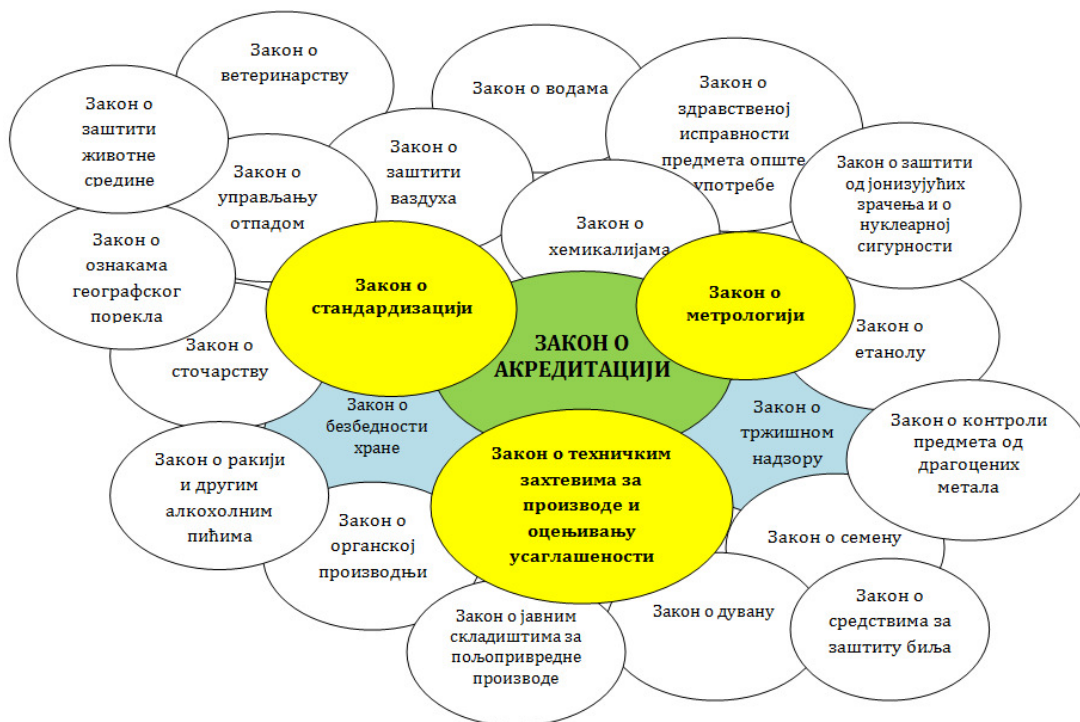 Закон о
ветеринарству
Закон о водама
Закон о
здравственој
исправности
предмета опште
употребе
Закон о
заштити
животне
средине
Закон о
управљању
отпадом
Закон о
заштити
ваздуха
Закон о
хемикалијама
Закон о заштити
од јонизујућих
зрачења и о
нуклеарној
сигурности
Закон о
ознакама
географског
порекла
Закон о
стандардизацији
Закон о
метрологији
ЗАКОН О
АКРЕДИТАЦИЈИ
Закон о
етанолу
Закон о
сточарству
Закон о
безбедности
хране
Закон о
тржишном
надзору
Закон о контроли
предмета од
драгоцених
метала
Закон о ракији
и другим
алкохолним
пићима
Закон о техничким
захтевима за
производе и
оцењивању
усаглашености
Закон о
органској
производњи
Закон о семену
Закон о јавним
складиштима за
пољопривредне
производе
Закон о дувану
Закон о
средствима за
заштиту биља